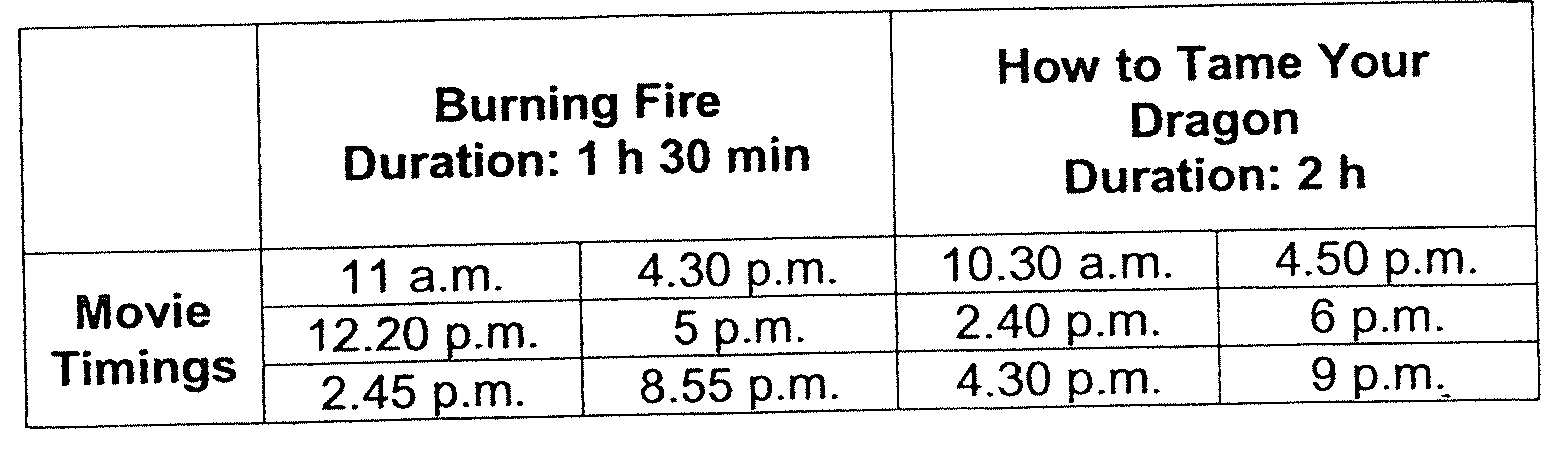 Burning Fire
Duration: 1 h 30 min
How to Tame Your
Dragon
Duration: 2 h
Movie
Timings
11 a.m.
4.30 p.m.
10.30 a.m.
4.50 p.m.
12.20 p.m.
5 p.m.
2.40 p.m.
6 p.m.
2.45 p.m.
8.55 p.m.
4.30 p.m.
9 p.m.